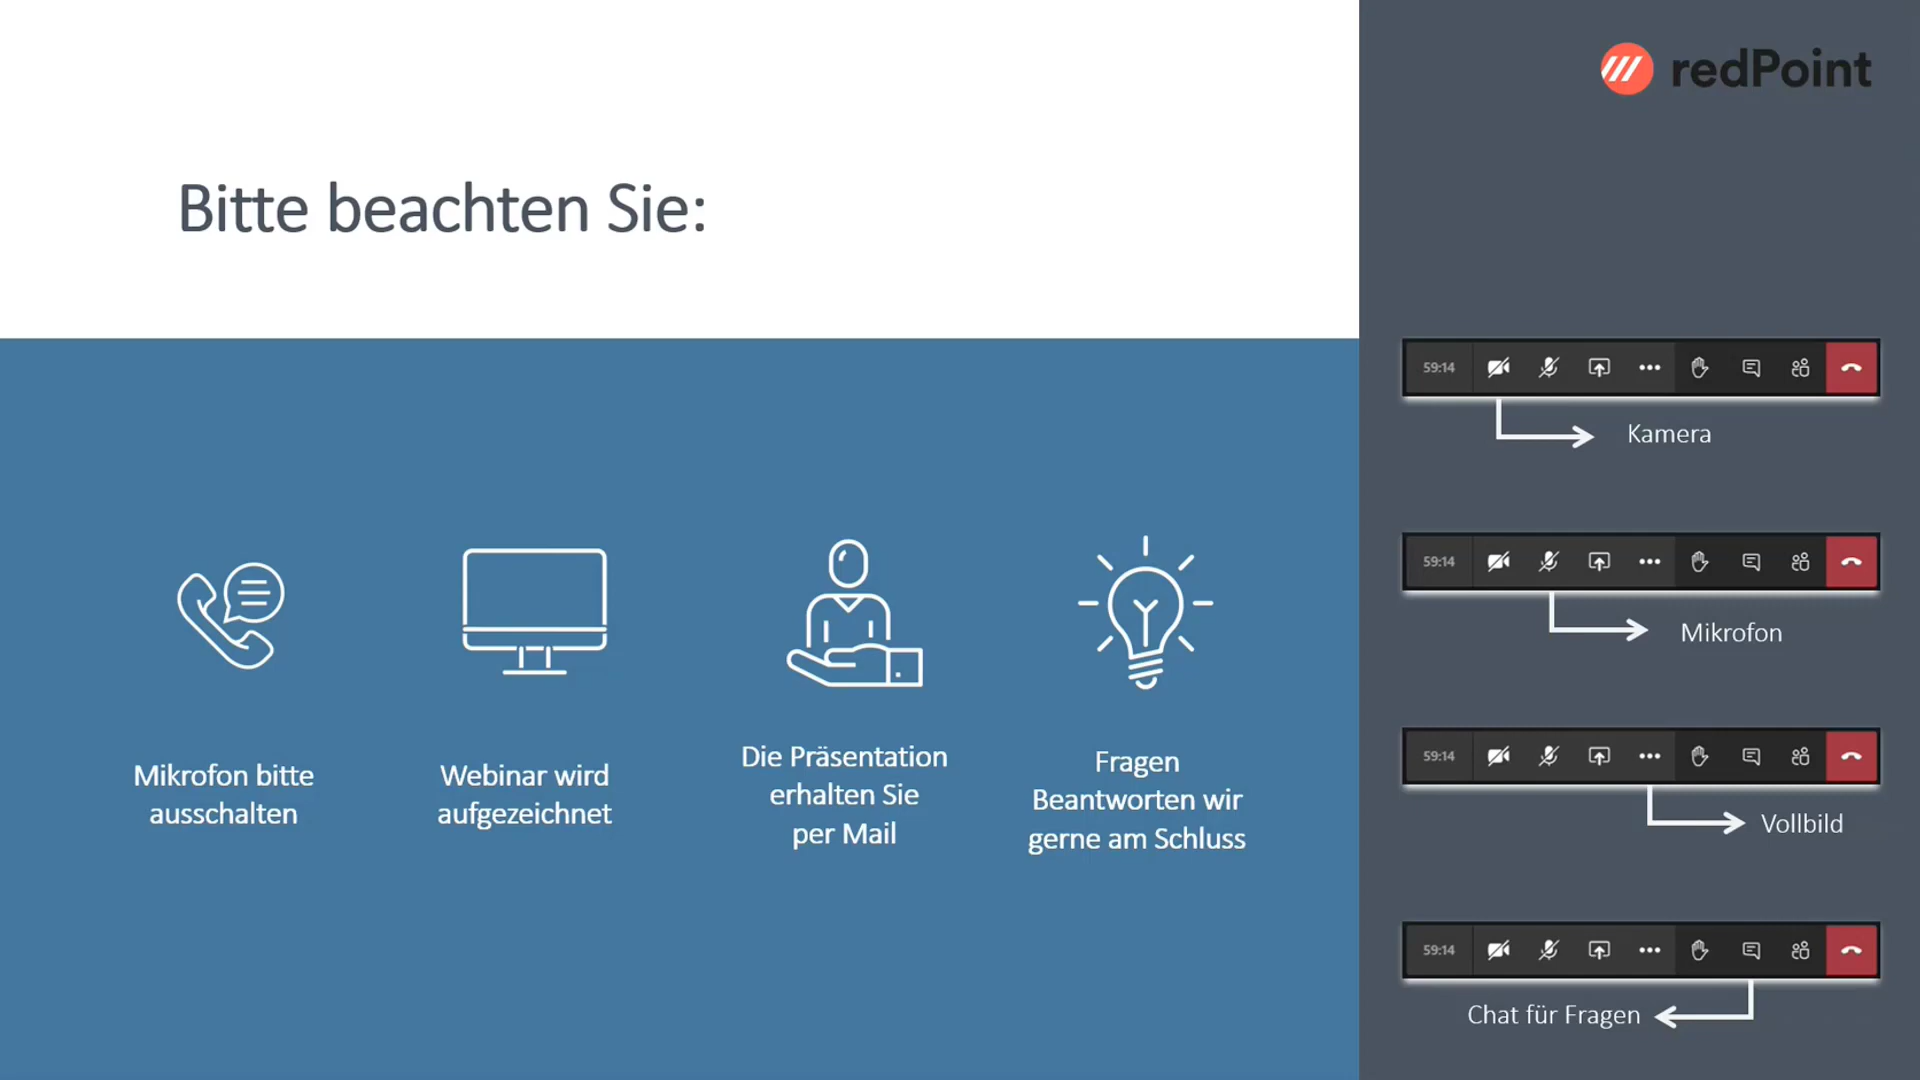 redPoint
Bitte beachten Sie:
Mikrofon bitte
ausschalten
Webinar wird
aufgezeichnet
Die Präsentation
erhalten Sie
per Mail
Fragen
Beantworten wir
gerne am Schluss
59:14
Kamera
59:14
Mikrofon
59:14
Vollbild
59:14
Chat für Fragen